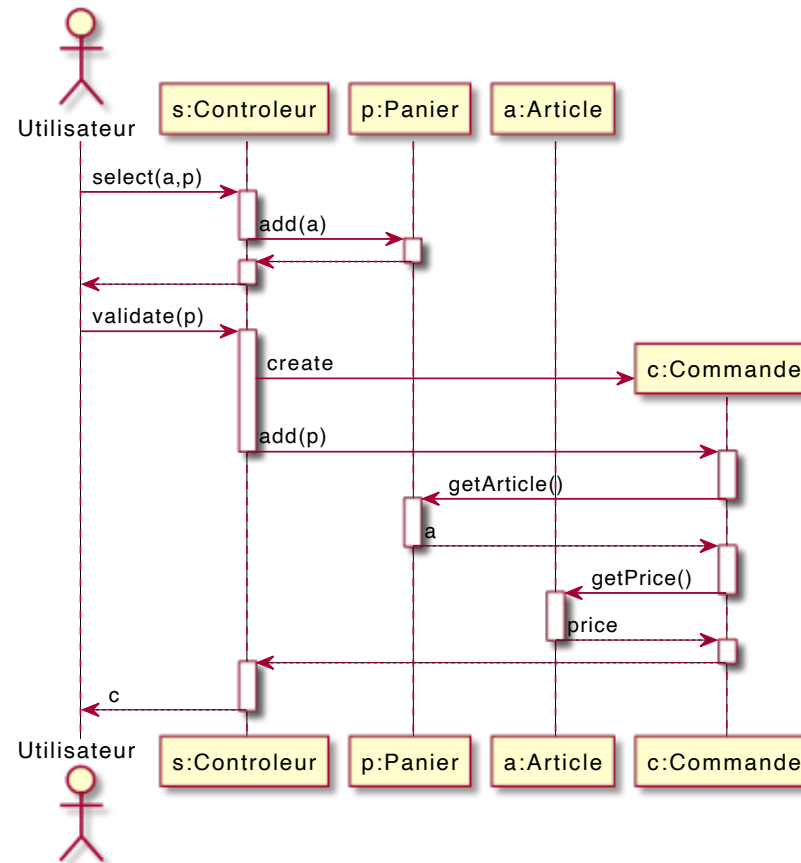 Utilisateur
s:Controleur
p:Panier
a:Article
select(a,p)
add(a)
validate(p)
create
c:Commande
add(p)
getArticle()
a
getPrice()
price
c
Utilisateur
s:Controleur
p:Panier
a:Article
c:Commande